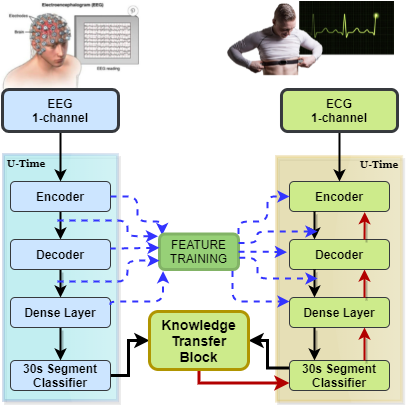 Electroencephalogram (EEG)
Electrodes
Brain
EEG reading
EEG
1-channel
ECG
1-channel
U-Time
U-Time
Encoder
Encoder
FEATURE
TRAINING
Decoder
Decoder
Dense Layer
Dense Layer
Knowledge
Transfer
Block
30s Segment
Classifier
30s Segment
Classifier